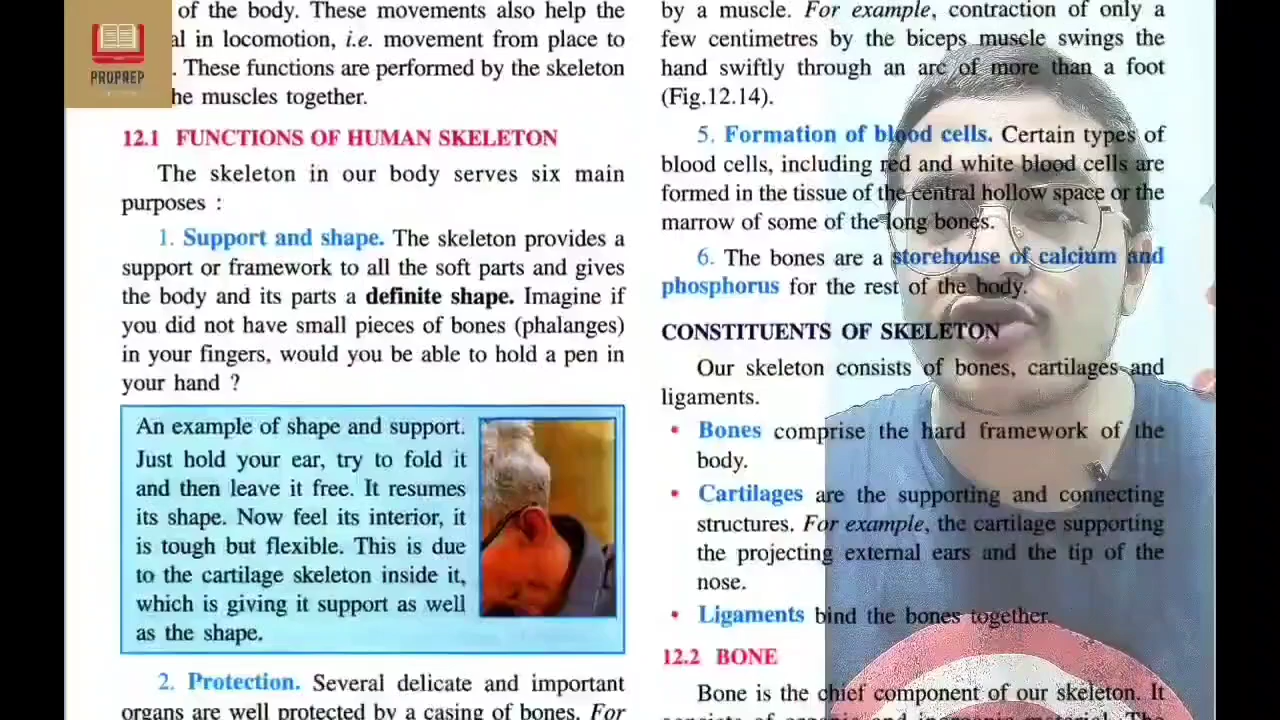 PROPREP
of the body. These movements also help the
al in locomotion, i.e. movement from place to
. These functions are performed by the skeleton
he muscles together.
12.1 FUNCTIONS OF HUMAN SKELETON
The skeleton in our body serves six main
purposes :
1. Support and shape. The skeleton provides a
support or framework to all the soft parts and gives
the body and its parts a definite shape. Imagine if
you did not have small pieces of bones (phalanges)
in your fingers, would you be able to hold a pen in
your hand ?
An example of shape and support.
Just hold your ear, try to fold it
and then leave it free. It resumes
its shape. Now feel its interior, it
is tough but flexible. This is due
to the cartilage skeleton inside it,
which is giving it support as well
as the shape.
2. Protection. Several delicate and important
organs are well protected by a casing of bones. For
by a muscle. For example, contraction of only a
few centimetres by the biceps muscle swings the
hand swiftly through an arc of more than a foot
(Fig.12.14).
5. Formation of blood cells. Certain types of
blood cells, including red and white blood cells are
formed in the tissue of the central hollow space or the
marrow of some of the long bones.
6. The bones are a storehouse of calcium and
phosphorus for the rest of the body.
CONSTITUENTS OF SKELETON
Our skeleton consists of bones, cartilages and
ligaments.
• Bones comprise the hard framework of the
body.
• Cartilages are the supporting and connecting
structures. For example, the cartilage supporting
the projecting external ears and the tip of the
nose.
• Ligaments bind the bones together.
12.2 BONE
Bone is the chief component of our skeleton. It
consists of organic and inorganic material. The